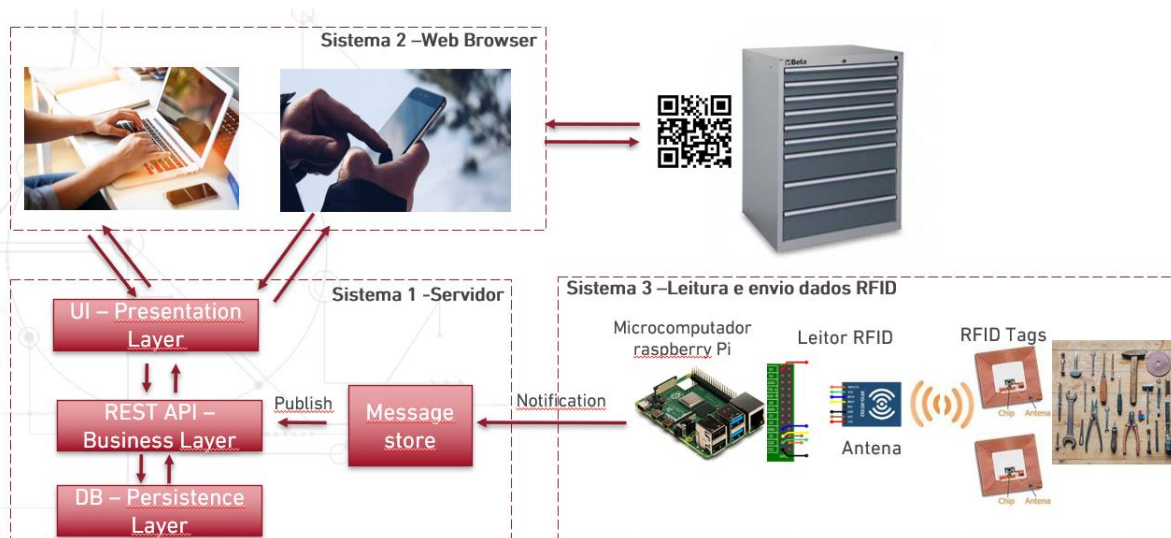 Sistema 2 –Web Browser
Beta
Sistema 1 -Servidor
UI – Presentation
Layer
REST API –
Business Layer
DB – Persistence
Layer
Publish
Message
store
Notification
Sistema 3 –Leitura e envio dados RFID
Microcomputador
raspberry Pi
Leitor RFID
Antena
RFID Tags
Chip
Antena
Chip
Antena